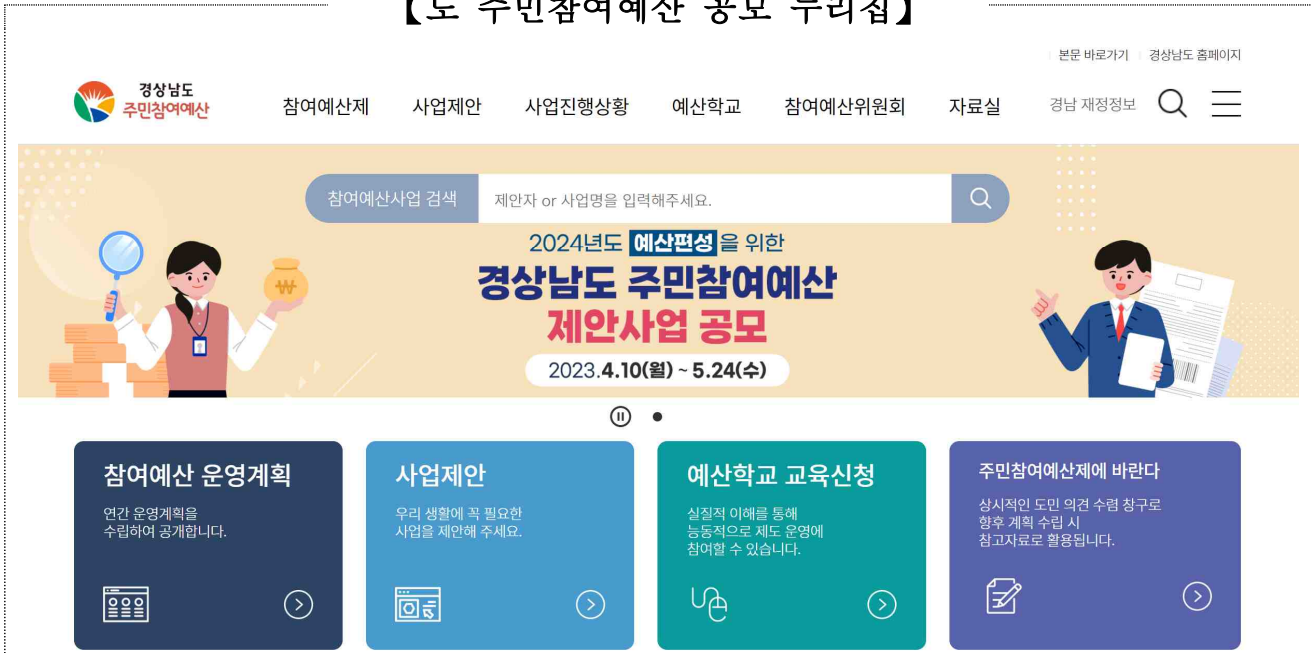 【도 주민참여예산 공모 누리집】
본문 바로가기 경상남도 홈페이지
경상남도
주민참여예산
참여예산제 사업제안 사업진행상황 예산학교 참여예산위원회 자료실 경남 재정정보
참여예산사업 검색 제안자 or 사업명을 입력해주세요.
2024년도 예산편성을 위한
경상남도 주민참여예산
제안사업 공모
2023.4.10(월) ~ 5.24(수)
참여예산 운영계획
연간 운영계획을
수립하여 공개합니다.
사업제안
우리 생활에 꼭 필요한
사업을 제안해 주세요.
예산학교 교육신청
실질적 이해를 통해
능동적으로 제도 운영에
참여할 수 있습니다.
주민참여예산제에 바란다
상시적인 도민 의견 수렴 창구로
향후 계획 수립 시
참고자료로 활용됩니다.